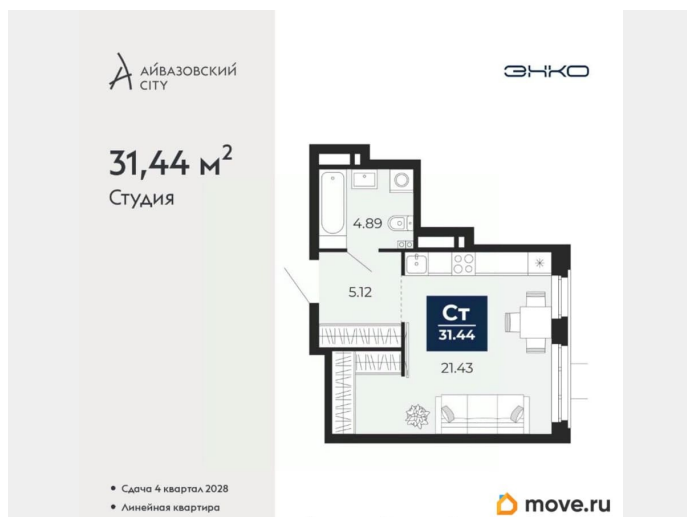 АЙВАЗОВСКИЙ
CITY
ЭНКО
31,44 м²
Студия
4.89
5.12
Ст
31.44
21.43
• Сдача 4 квартал 2028
• Линейная квартира
move.ru